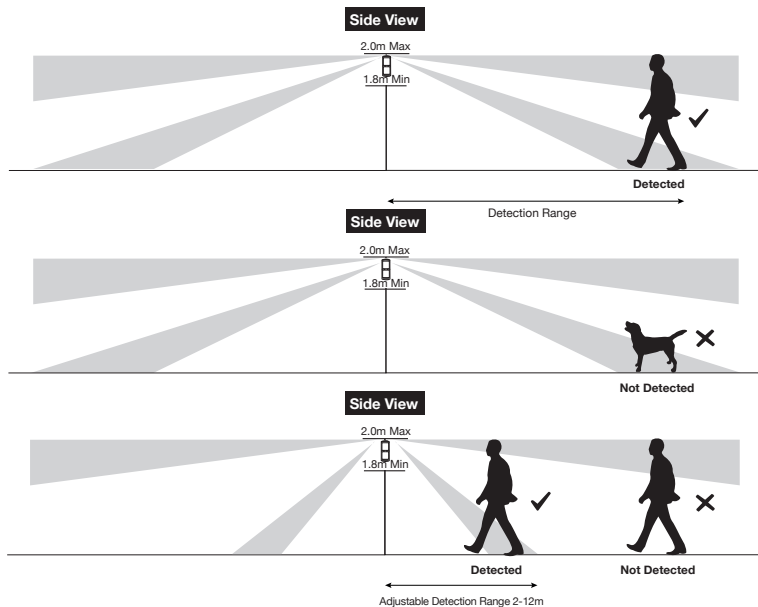 Side View
2.0m Max
1.8m Min
Detected
Detection Range
Side View
2.0m Max
1.8m Min
Not Detected
Side View
2.0m Max
1.8m Min
Detected
Not Detected
Adjustable Detection Range 2-12m